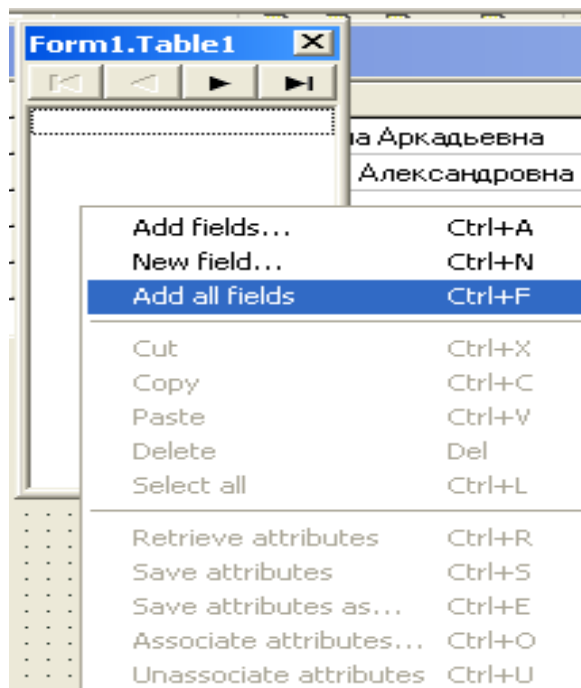 Form1.Table1
на Аркадьевна
Александровна
Add fields... Ctrl+A
New field... Ctrl+N
Add all fields Ctrl+F
Cut Ctrl+X
Copy Ctrl+C
Paste Ctrl+V
Delete Del
Select all Ctrl+L
Retrieve attributes Ctrl+R
Save attributes Ctrl+S
Save attributes as... Ctrl+E
Associate attributes... Ctrl+O
Unassociate attributes Ctrl+U